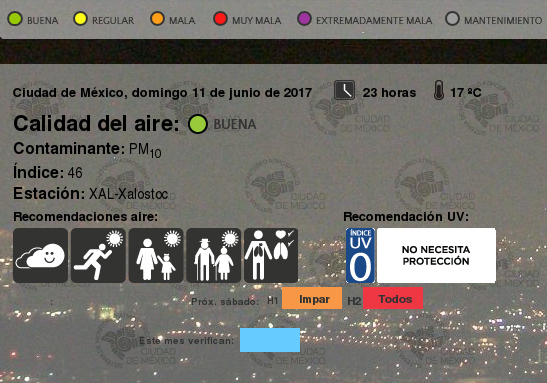 BUENA REGULAR MALA MUY MALA EXTREMADAMENTE MALA MANTENIMIENTO
Ciudad de México, domingo 11 de junio de 2017 23 horas 17 ºC
Calidad del aire: BUENA
Contaminante: PM10
Índice: 46
Estación: XAL-Xalostoc
Recomendaciones aire: Recomendación UV:
ÍNDICE
UV
0
NO NECESITA
PROTECCIÓN
: Próx. sábado: H1 Impar H2 Todos
Este mes verifican:
CIUDAD
DE MÉXICO